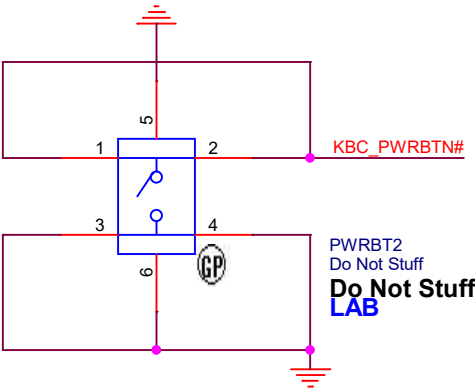 5
1
2
KBC_PWRBTN#
3
4
GP
6
PWRBT2
Do Not Stuff
Do Not Stuff
LAB